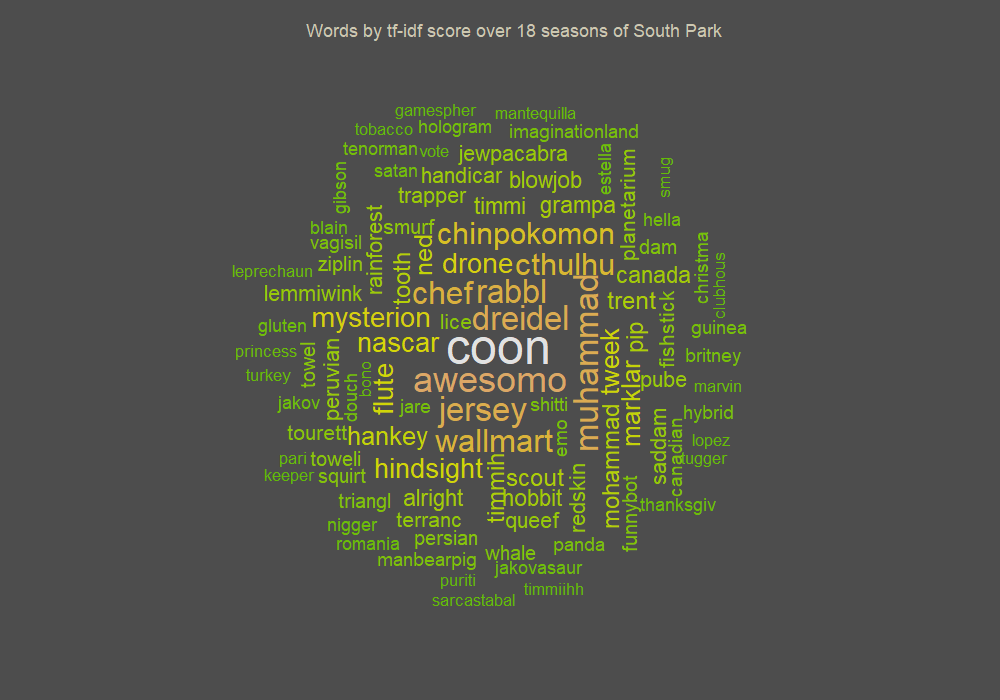 Words by tf-idf score over 18 seasons of South Park
gamespher
mantequilla
tobacco
hologram
imaginationland
tenorman
vote
jewpacabra
estella
planetarium
smug
satan
handicar
blowjob
gibson
trapper
timmi
grampa
hella
rainforest
blain
smurf
chinpokomon
dam
vagisil
ned
christma
clubhous
leprechaun
ziplin
tooth
drone
cthulhu
canada
lemmiwink
chef
rabbl
muhammad
trent
fishstick
gluten
mysterion
lice
dreidel
tweek
pip
guinea
princess
towel
peruvian
nascar
coon
britney
turkey
douch
bono
flute
awesomo
marklar
pube
marvin
jakov
jare
jersey
shitti
mohammad
hybrid
tourett
hankey
wallmart
emo
saddam
canadian
lopez
pari
toweli
tugger
keeper
squirt
hindsight
timmih
scout
redskin
funnybot
triangl
alright
hobbit
thanksgiv
nigger
terranc
queef
romania
persian
panda
manbearpig
whale
jakovasaur
puriti
timmiihh
sarcastabal